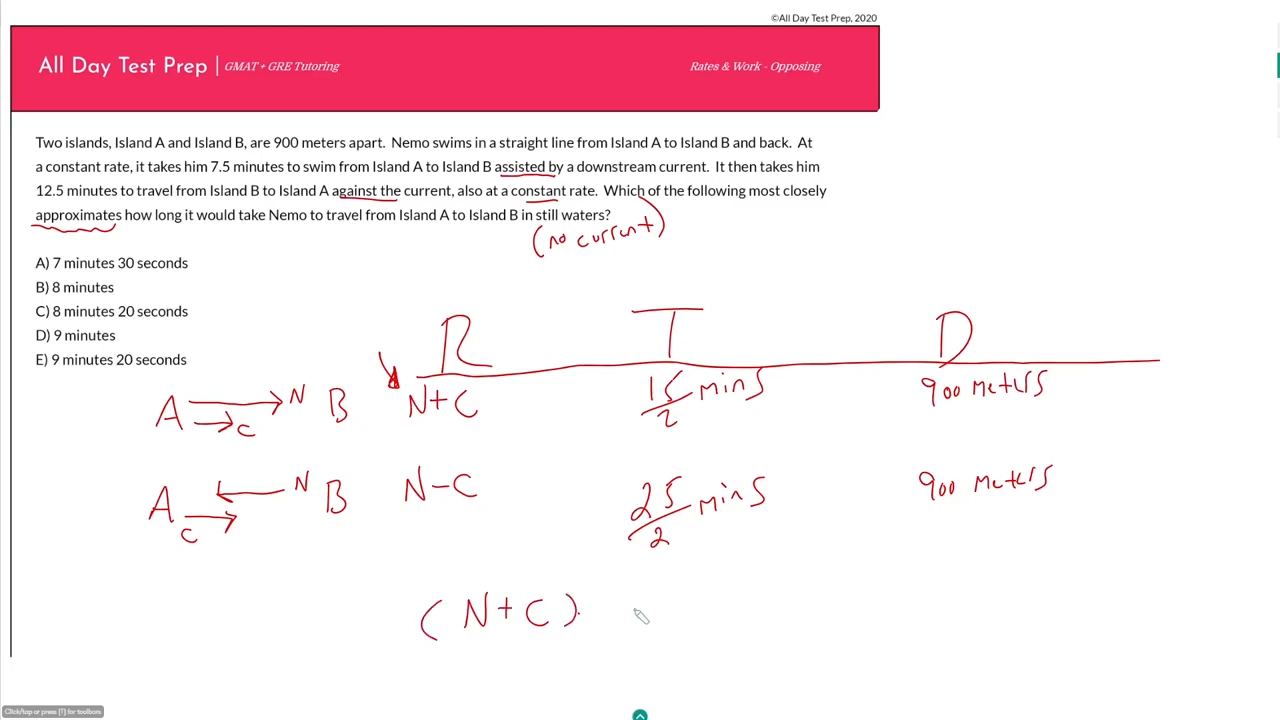 ©All Day Test Prep, 2020
All Day Test Prep | GMAT + GRE Tutoring
Rates & Work - Opposing
Two islands, Island A and Island B, are 900 meters apart. Nemo swims in a straight line from Island A to Island B and back. At
a constant rate, it takes him 7.5 minutes to swim from Island A to Island B assisted by a downstream current. It then takes him
12.5 minutes to travel from Island B to Island A against the current, also at a constant rate. Which of the following most closely
approximates how long it would take Nemo to travel from Island A to Island B in still waters?
(no current)
A) 7 minutes 30 seconds
B) 8 minutes
C) 8 minutes 20 seconds
D) 9 minutes
E) 9 minutes 20 seconds
R T D
A N C B N+C 15/2 mins 900 meters
A N C B N-C 25/2 mins 900 meters
(N+C).
Click/tap or press [T] for toolbars